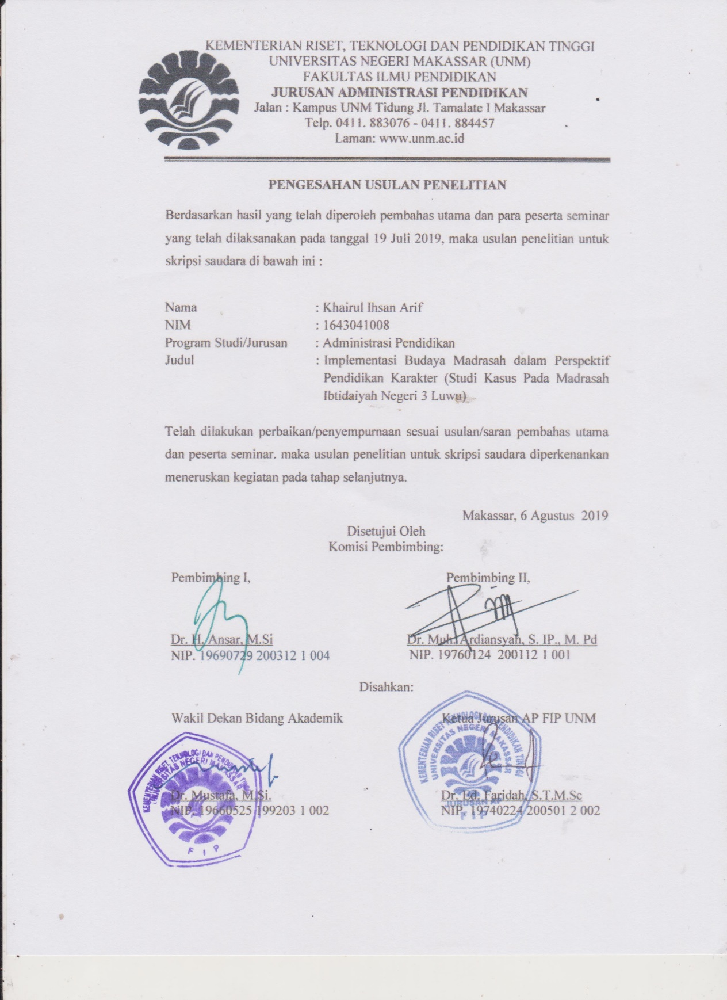 KEMENTERIAN RISET, TEKNOLOGI DAN PENDIDIKAN TINGGI
UNIVERSITAS NEGERI MAKASSAR (UNM)
FAKULTAS ILMU PENDIDIKAN
JURUSAN ADMINISTRASI PENDIDIKAN
Jalan : Kampus UNM Tidung Jl. Tamalate I Makassar
Telp. 0411. 883076 - 0411. 884457
Laman: www.unm.ac.id
PENGESAHAN USULAN PENELITIAN
Berdasarkan hasil yang telah diperoleh pembahas utama dan para peserta seminar
yang telah dilaksanakan pada tanggal 19 Juli 2019, maka usulan penelitian untuk
skripsi saudara di bawah ini :
Nama : Khairul Ihsan Arif
NIM : 1643041008
Program Studi/Jurusan : Administrasi Pendidikan
Judul : Implementasi Budaya Madrasah dalam Perspektif
Pendidikan Karakter (Studi Kasus Pada Madrasah
Ibtidaiyah Negeri 3 Luwu)
Telah dilakukan perbaikan/penyempurnaan sesuai usulan/saran pembahas utama
dan peserta seminar. maka usulan penelitian untuk skripsi saudara diperkenankan
meneruskan kegiatan pada tahap selanjutnya.
Makassar, 6 Agustus 2019
Disetujui Oleh
Komisi Pembimbing:
Pembimbing I, Pembimbing II,
Dr. H. Ansar, M.Si Dr. Muh. Ardiansyah, S. IP., M. Pd
NIP. 19690729 200312 1 004 NIP. 19760124 200112 1 001
Disahkan:
Wakil Dekan Bidang Akademik Ketua Jurusan AP FIP UNM
KEMENTERIAN RISET TEKNOLOGI DAN PENDIDIKAN TINGGI
UNIVERSITAS NEGERI MAKASSAR
KEMENTERIAN RISET TEKNOLOGI DAN PENDIDIKAN TINGGI
UNIVERSITAS NEGERI MAKASSAR
Dr. Mustafa, M.Si. Dr. Ed. Faridah, S.T.M.Sc
JURUSAN AP
NIP. 19660525 199203 1 002 NIP. 19740224 200501 2 002
F I P
F I P